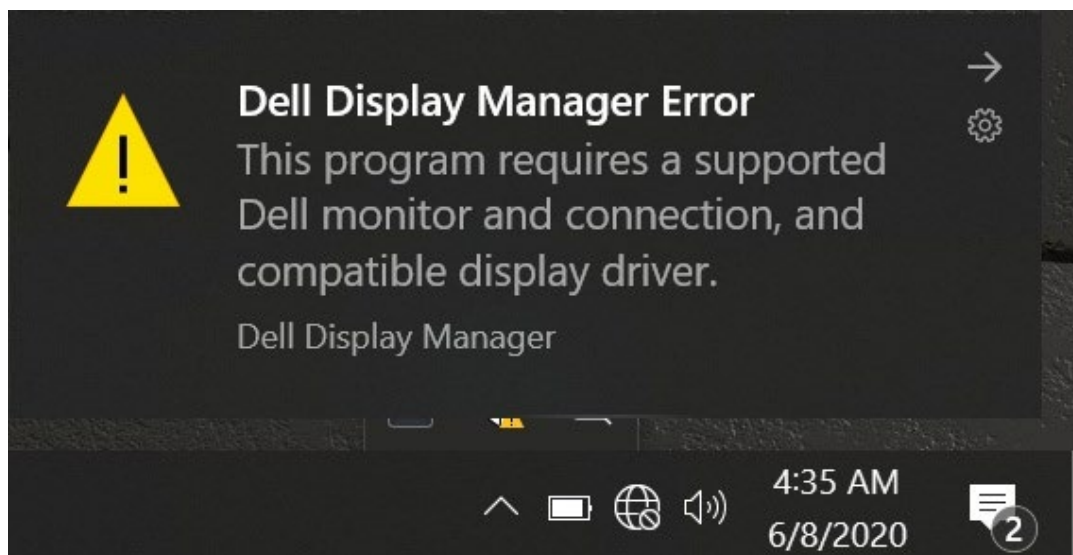 Dell Display Manager Error
This program requires a supported
Dell monitor and connection, and
compatible display driver.
Dell Display Manager
4:35 AM
6/8/2020
2